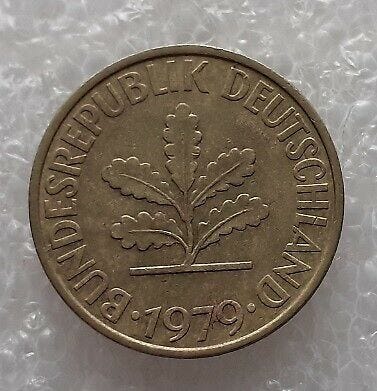 BUNDESREPUBLIK DEUTSCHLAND
· 1979 ·